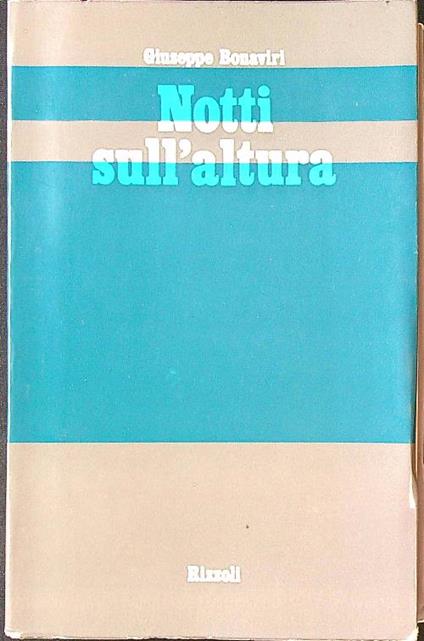 Giuseppe Bonaviri
Notti
sull'altura
Rizzoli